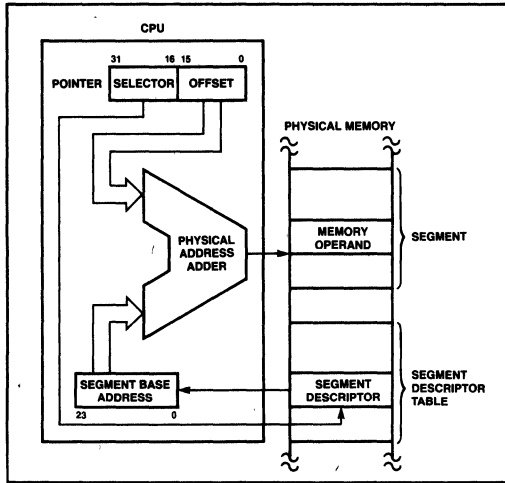 CPU
31 16 15 0
POINTER SELECTOR OFFSET
PHYSICAL MEMORY
MEMORY
OPERAND
SEGMENT
PHYSICAL
ADDRESS
ADDER
SEGMENT BASE
ADDRESS
23 0
SEGMENT
DESCRIPTOR
SEGMENT
DESCRIPTOR
TABLE